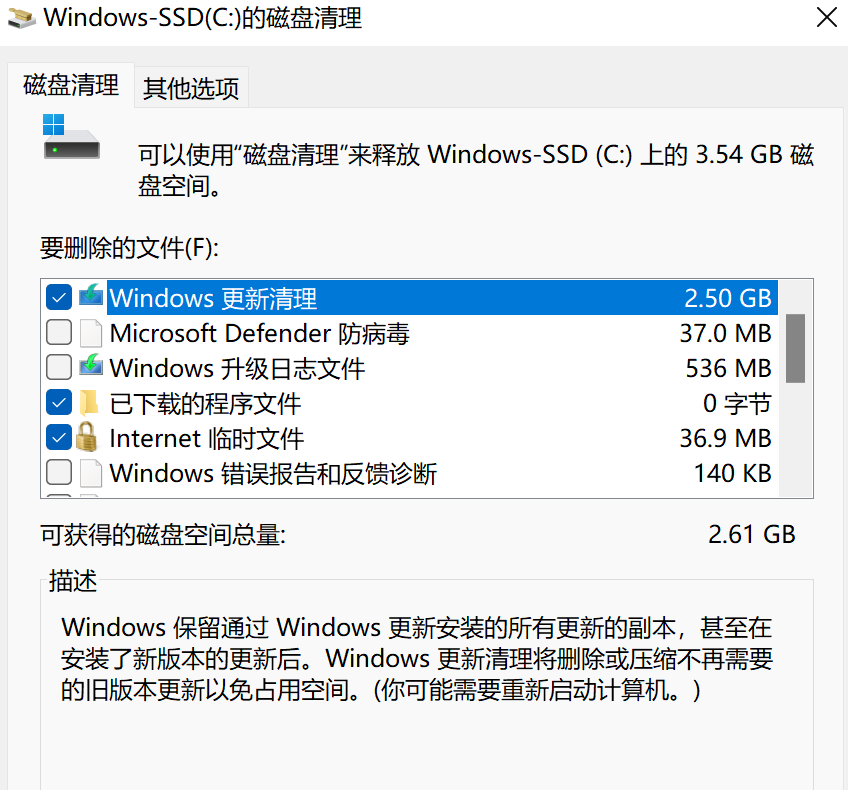 Windows-SSD(C:)的磁盘清理
磁盘清理 其他选项
可以使用“磁盘清理”来释放 Windows-SSD (C:) 上的 3.54 GB 磁
盘空间。
要删除的文件(F):
Windows 更新清理 2.50 GB
Microsoft Defender 防病毒 37.0 MB
Windows 升级日志文件 536 MB
已下载的程序文件 0 字节
Internet 临时文件 36.9 MB
Windows 错误报告和反馈诊断 140 KB
可获得的磁盘空间总量: 2.61 GB
描述
Windows 保留通过 Windows 更新安装的所有更新的副本，甚至在
安装了新版本的更新后。Windows 更新清理将删除或压缩不再需要
的旧版本更新以免占用空间。(你可能需要重新启动计算机。)